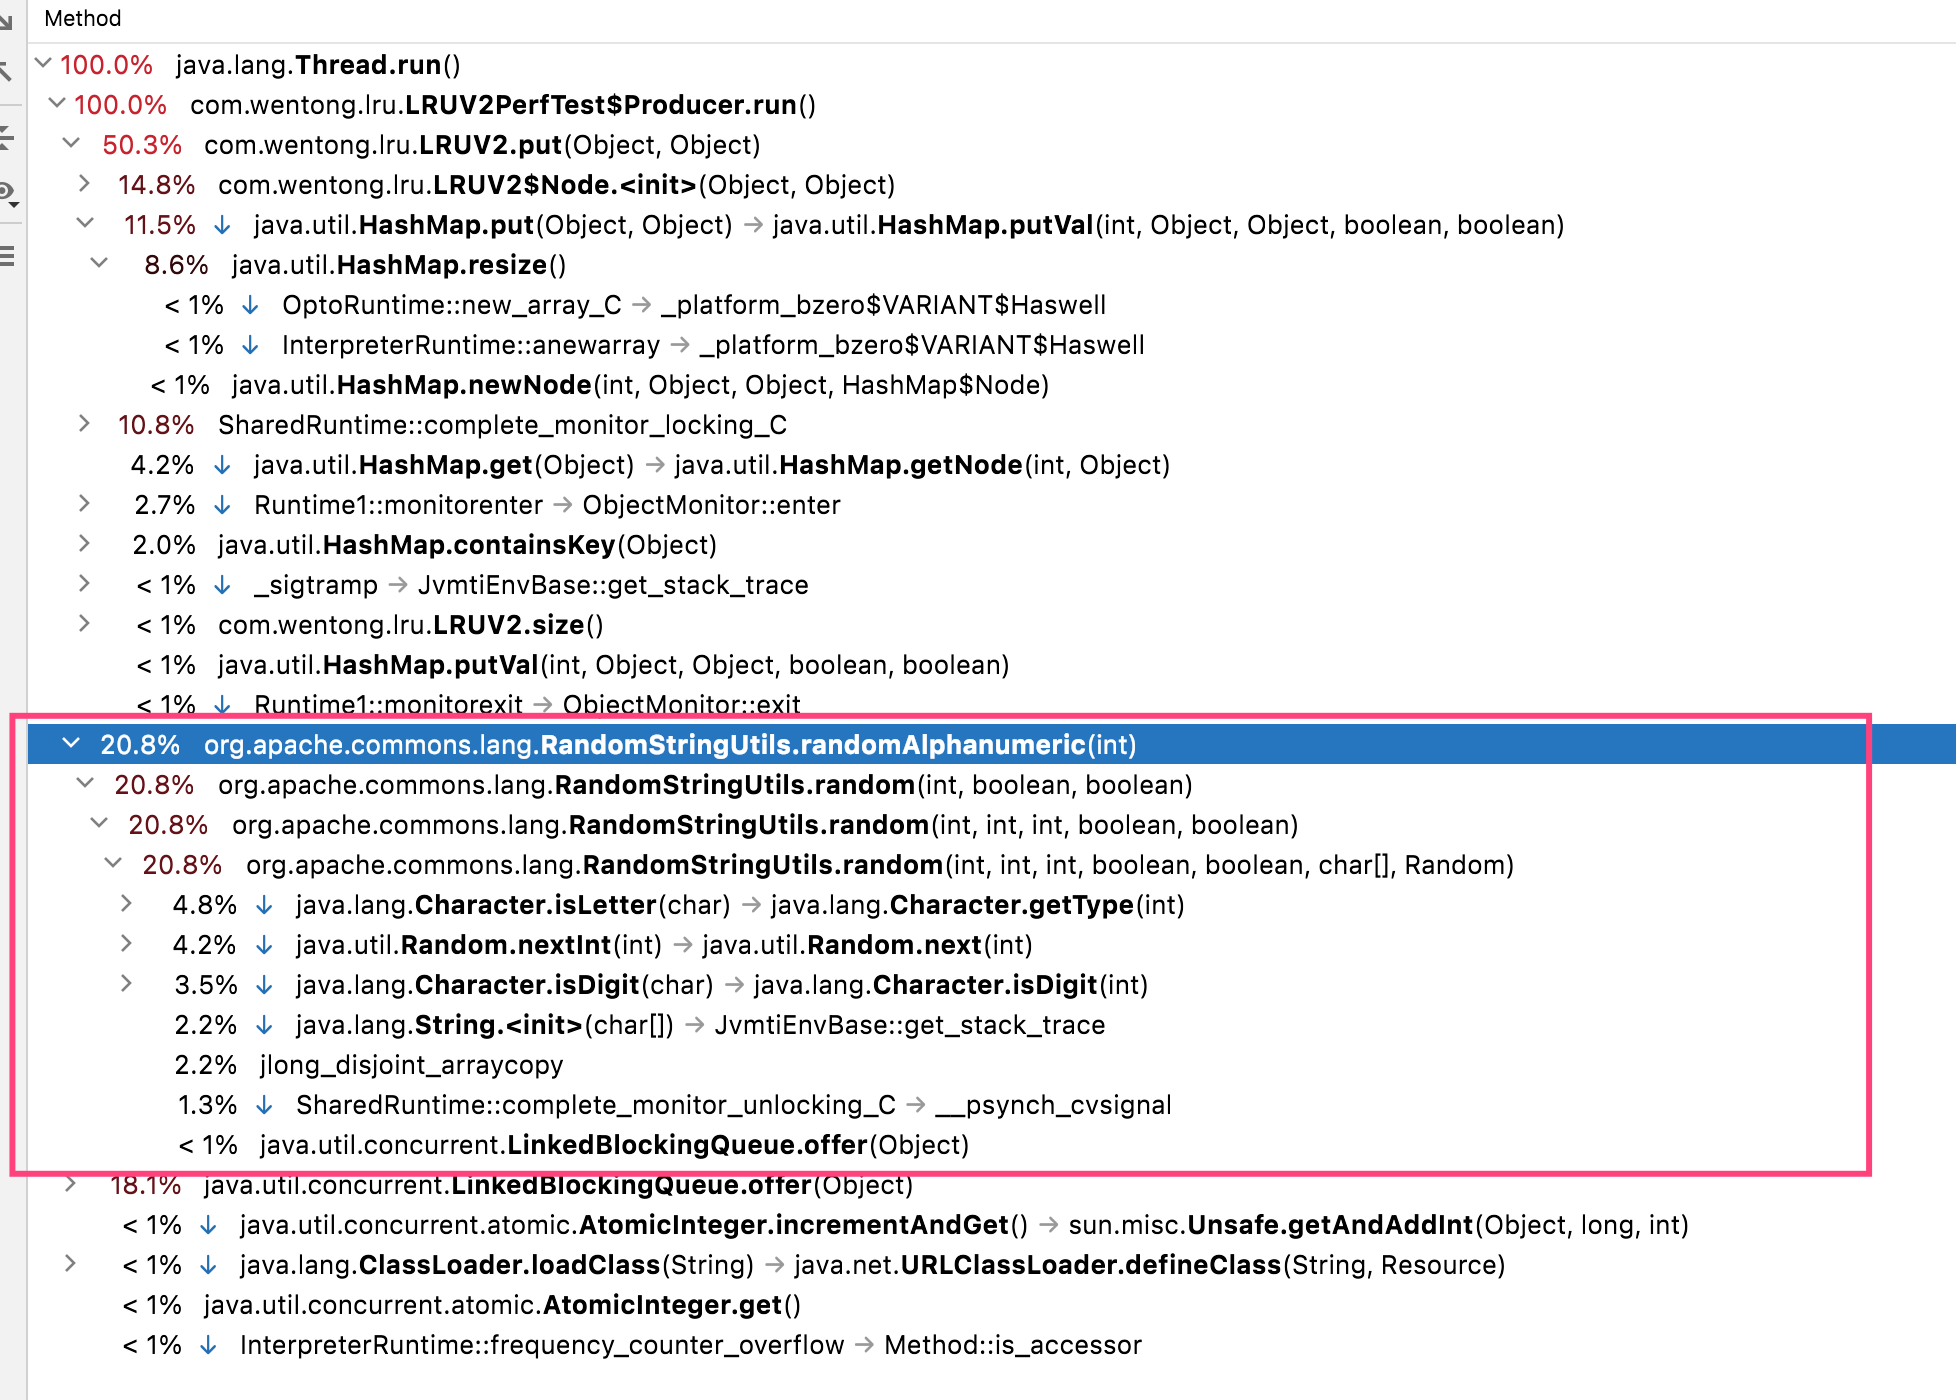 Method
100.0% java.lang.Thread.run()
100.0% com.wentong.lru.LRUV2PerfTest$Producer.run()
50.3% com.wentong.lru.LRUV2.put(Object, Object)
14.8% com.wentong.lru.LRUV2$Node.<init>(Object, Object)
11.5% ↓ java.util.HashMap.put(Object, Object) → java.util.HashMap.putVal(int, Object, Object, boolean, boolean)
8.6% java.util.HashMap.resize()
< 1% ↓ OptoRuntime::new_array_C → _platform_bzero$VARIANT$Haswell
< 1% ↓ InterpreterRuntime::anewarray → _platform_bzero$VARIANT$Haswell
< 1% java.util.HashMap.newNode(int, Object, Object, HashMap$Node)
10.8% SharedRuntime::complete_monitor_locking_C
4.2% ↓ java.util.HashMap.get(Object) → java.util.HashMap.getNode(int, Object)
2.7% ↓ Runtime1::monitorenter → ObjectMonitor::enter
2.0% java.util.HashMap.containsKey(Object)
< 1% ↓ _sigtramp → JvmtiEnvBase::get_stack_trace
< 1% com.wentong.lru.LRUV2.size()
< 1% java.util.HashMap.putVal(int, Object, Object, boolean, boolean)
< 1% ↓ Runtime1::monitorexit → ObjectMonitor::exit
20.8% org.apache.commons.lang.RandomStringUtils.randomAlphanumeric(int)
20.8% org.apache.commons.lang.RandomStringUtils.random(int, boolean, boolean)
20.8% org.apache.commons.lang.RandomStringUtils.random(int, int, int, boolean, boolean)
20.8% org.apache.commons.lang.RandomStringUtils.random(int, int, int, boolean, boolean, char[], Random)
4.8% ↓ java.lang.Character.isLetter(char) → java.lang.Character.getType(int)
4.2% ↓ java.util.Random.nextInt(int) → java.util.Random.next(int)
3.5% ↓ java.lang.Character.isDigit(char) → java.lang.Character.isDigit(int)
2.2% ↓ java.lang.String.<init>(char[]) → JvmtiEnvBase::get_stack_trace
2.2% jlong_disjoint_arraycopy
1.3% ↓ SharedRuntime::complete_monitor_unlocking_C → __psynch_cvsignal
< 1% java.util.concurrent.LinkedBlockingQueue.offer(Object)
18.1% java.util.concurrent.LinkedBlockingQueue.offer(Object)
< 1% ↓ java.util.concurrent.atomic.AtomicInteger.incrementAndGet() → sun.misc.Unsafe.getAndAddInt(Object, long, int)
< 1% ↓ java.lang.ClassLoader.loadClass(String) → java.net.URLClassLoader.defineClass(String, Resource)
< 1% java.util.concurrent.atomic.AtomicInteger.get()
< 1% ↓ InterpreterRuntime::frequency_counter_overflow → Method::is_accessor